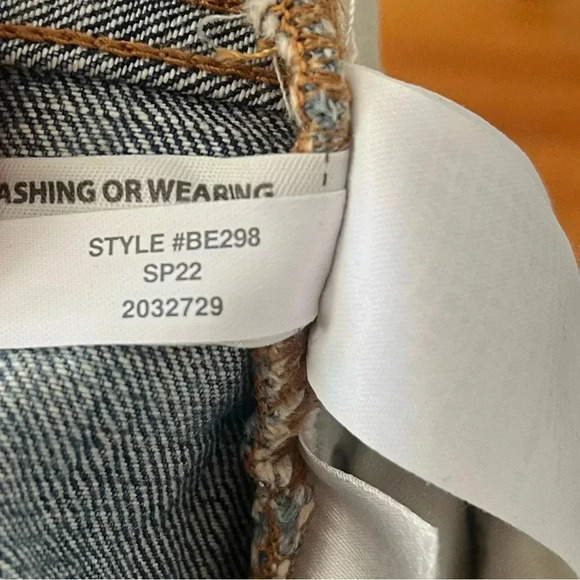 ASHING OR WEARING
STYLE #BE298
SP22
2032729